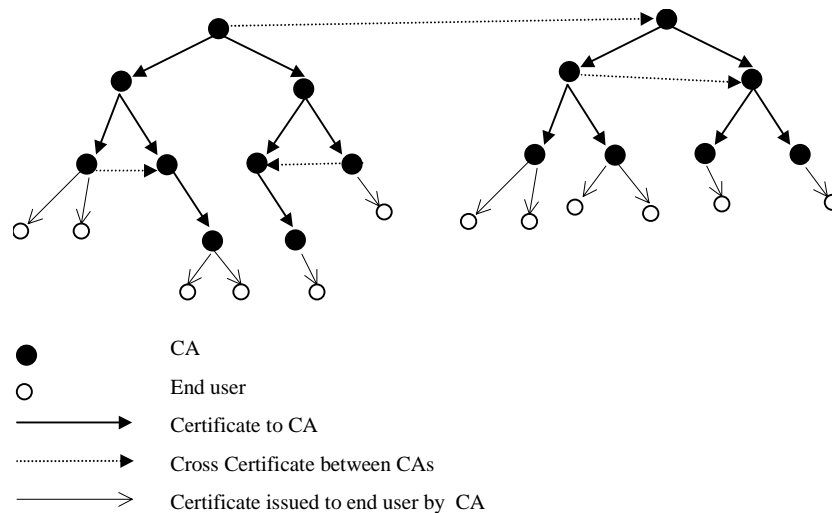 CA
End user
Certificate to CA
Cross Certificate between CAs
Certificate issued to end user by CA